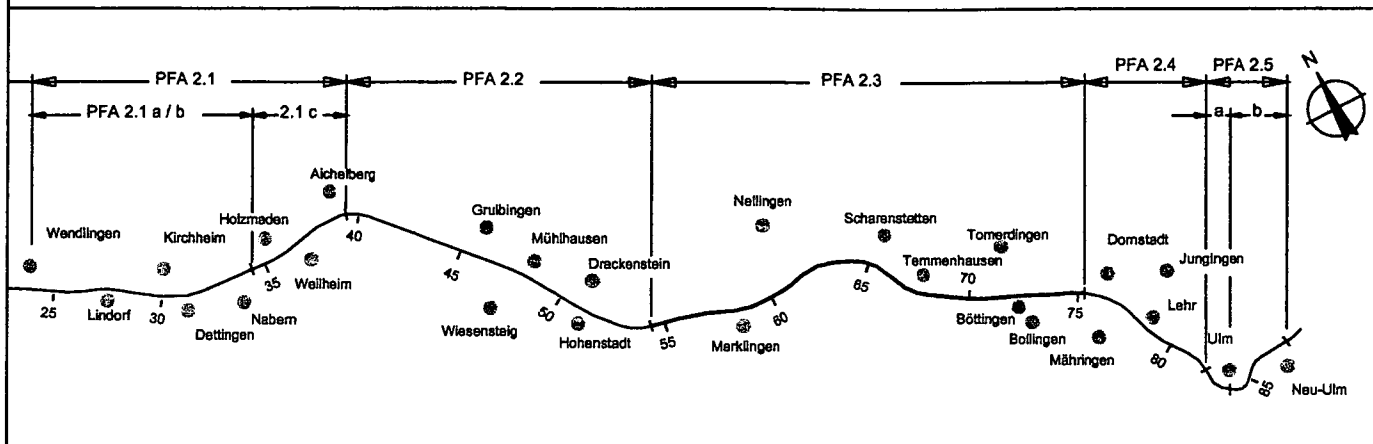 PFA 2.1
PFA 2.2
PFA 2.3
PFA 2.4
PFA 2.5
N
PFA 2.1 a / b
2.1 c
a
b
Aichelberg
Wendlingen
Kirchheim
Holzmaden
Gruibingen
Mühlhausen
Drackenstein
Nellingen
Scharenstetten
Tomerdingen
Temmenhausen
Dornstadt
Jungingen
25
Lindorf
30
Dettingen
Nabern
35
Weilheim
40
45
Wiesensteig
50
Hohenstadt
55
Merklingen
60
65
70
Böttingen
Bollingen
75
Mähringen
Lehr
80
Ulm
85
Neu-Ulm